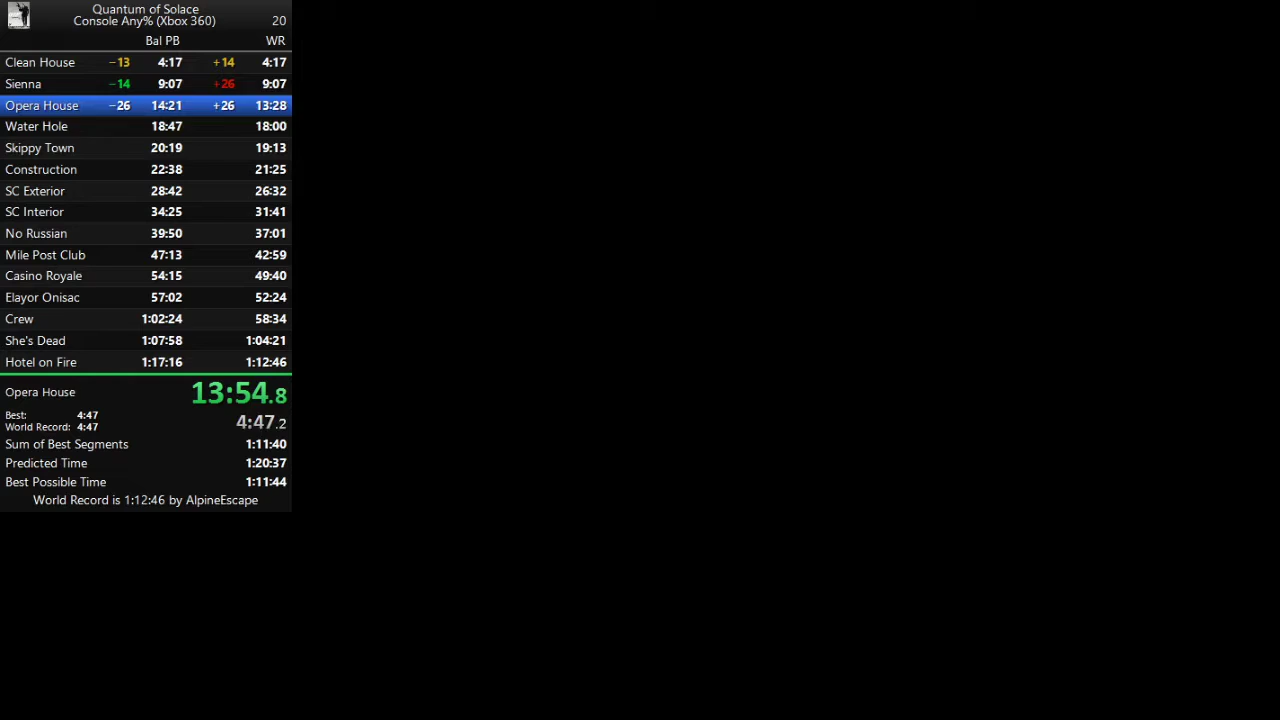 Quantum of Solace
Console Any% (Xbox 360) 20
Bal PB WR
Clean House −13 4:17 +14 4:17
Sienna −14 9:07 +26 9:07
Opera House −26 14:21 +26 13:28
Water Hole 18:47 18:00
Skippy Town 20:19 19:13
Construction 22:38 21:25
SC Exterior 28:42 26:32
SC Interior 34:25 31:41
No Russian 39:50 37:01
Mile Post Club 47:13 42:59
Casino Royale 54:15 49:40
Elayor Onisac 57:02 52:24
Crew 1:02:24 58:34
She's Dead 1:07:58 1:04:21
Hotel on Fire 1:17:16 1:12:46
Opera House 13:54.8
Best: 4:47
World Record: 4:47 4:47.2
Sum of Best Segments 1:11:40
Predicted Time 1:20:37
Best Possible Time 1:11:44
World Record is 1:12:46 by AlpineEscape